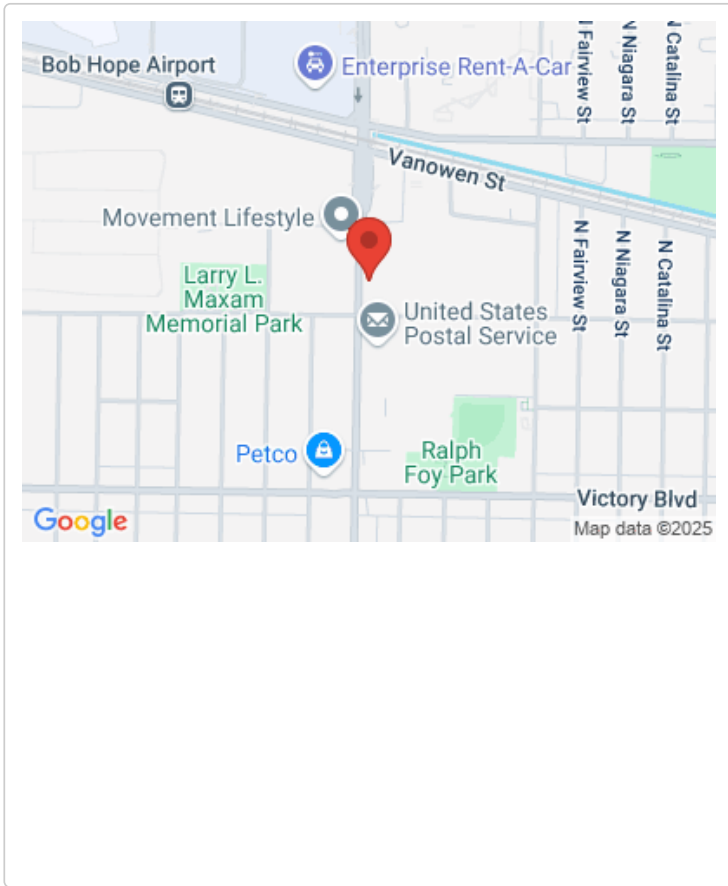 Bob Hope Airport
Enterprise Rent-A-Car
N Fairview St
N Niagara St
N Catalina St
Vanowen St
Movement Lifestyle
Larry L.
Maxam
Memorial Park
United States
Postal Service
N Fairview St
N Niagara St
N Catalina St
Petco
Ralph
Foy Park
Victory Blvd
Google
Map data ©2025